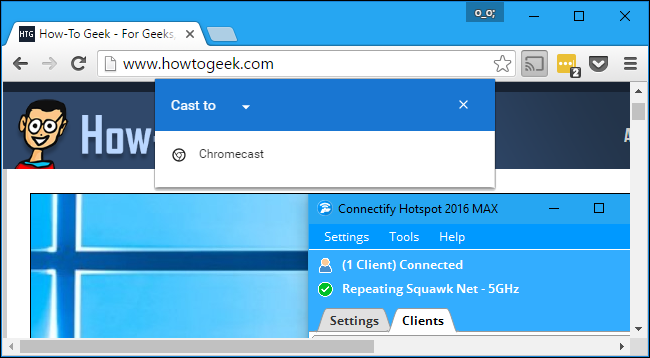 o_o;
HTG How-To Geek - For Geeks,
www.howtogeek.com
2
Cast to
How-
A
Chromecast
Connectify Hotspot 2016 MAX
Settings Tools Help
(1 Client) Connected
Repeating Squawk Net - 5GHz
Settings Clients